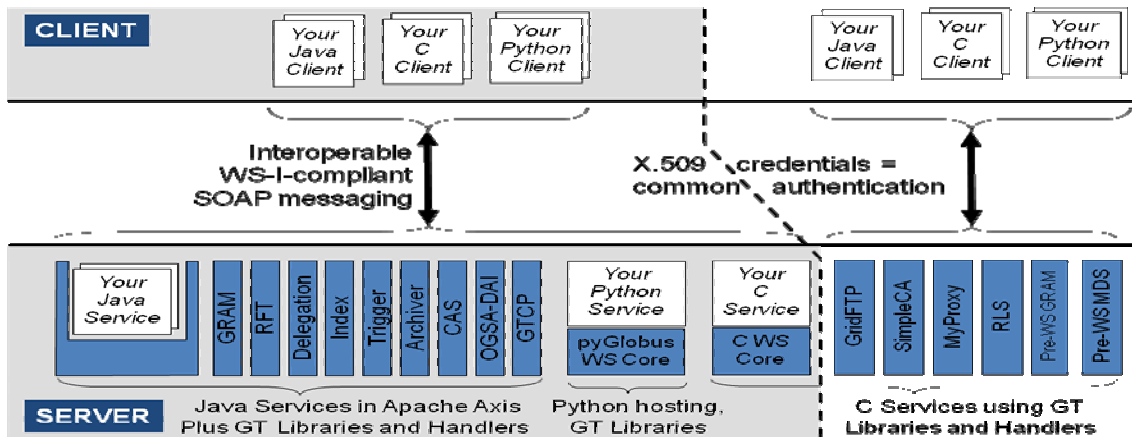 CLIENT
Your
Java
Client
Your
C
Client
Your
Python
Client
Your
Java
Client
Your
C
Client
Your
Python
Client
Interoperable
WS-I-compliant
SOAP messaging
X.509 credentials =
common authentication
Your
Java
Service
GRAM
RFT
Delegation
Index
Trigger
Archiver
CAS
OGSA-DAI
GTCP
Your
Python
Service
pyGlobus
WS Core
Your
C
Service
C WS
Core
GridFTP
SimpleCA
MyProxy
RLS
Pre-WS GRAM
Pre-WS MDS
SERVER
Java Services in Apache Axis
Plus GT Libraries and Handlers
Python hosting,
GT Libraries
C Services using GT
Libraries and Handlers